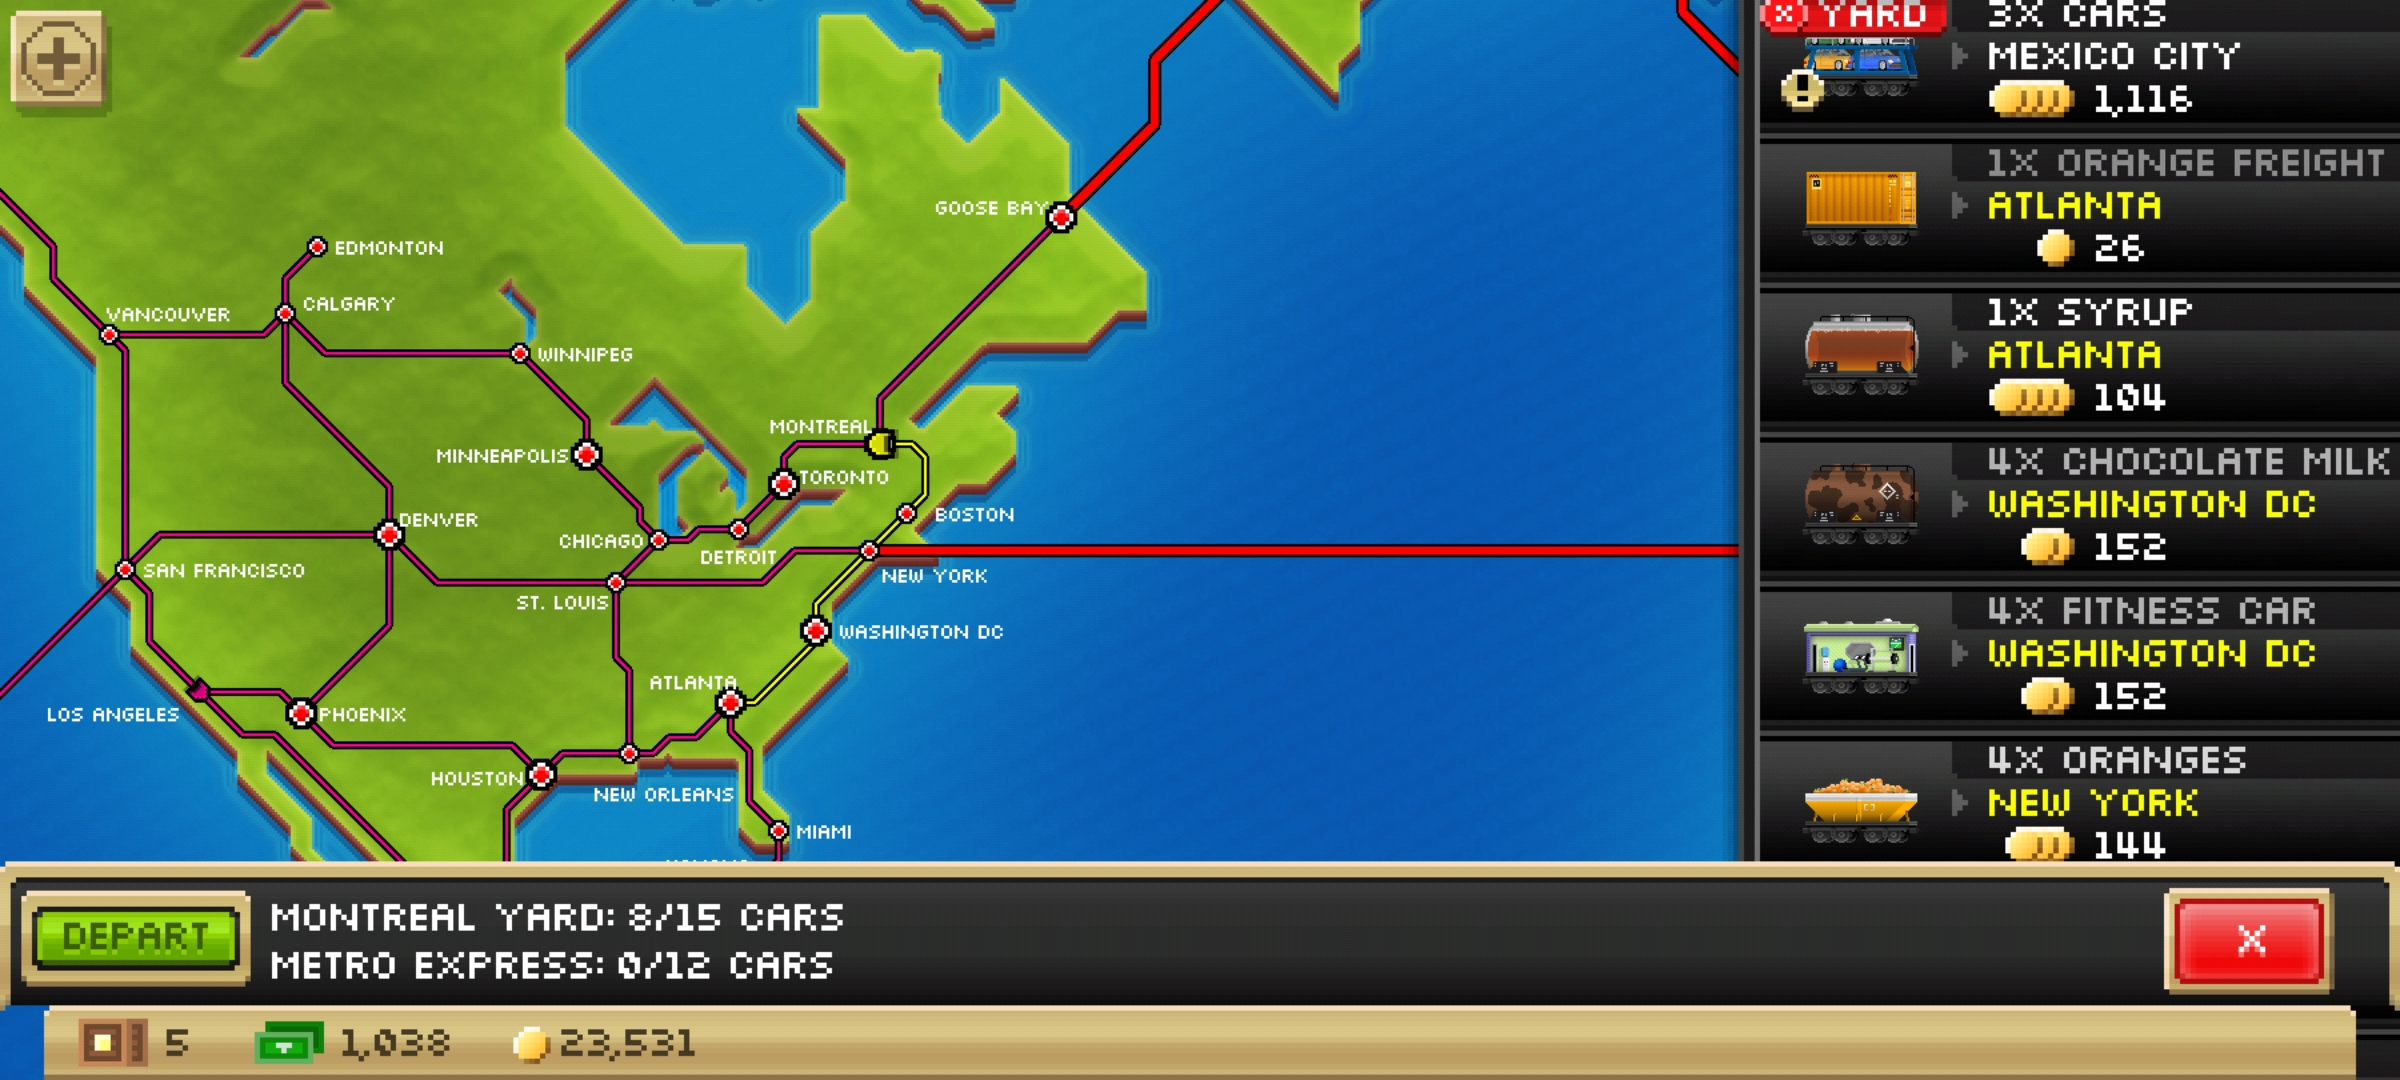 GOOSE BAY
EDMONTON
CALGARY
VANCOUVER
WINNIPEG
MONTREAL
MINNEAPOLIS
TORONTO
BOSTON
DENVER
CHICAGO
DETROIT
SAN FRANCISCO
NEW YORK
ST. LOUIS
WASHINGTON DC
ATLANTA
LOS ANGELES
PHOENIX
HOUSTON
NEW ORLEANS
MIAMI
X YARD
3X CARS
MEXICO CITY
1,116
1X ORANGE FREIGHT
ATLANTA
26
1X SYRUP
ATLANTA
104
4X CHOCOLATE MILK
WASHINGTON DC
152
4X FITNESS CAR
WASHINGTON DC
152
4X ORANGES
NEW YORK
144
DEPART
MONTREAL YARD: 8/15 CARS
METRO EXPRESS: 0/12 CARS
X
5
1,038
23,531